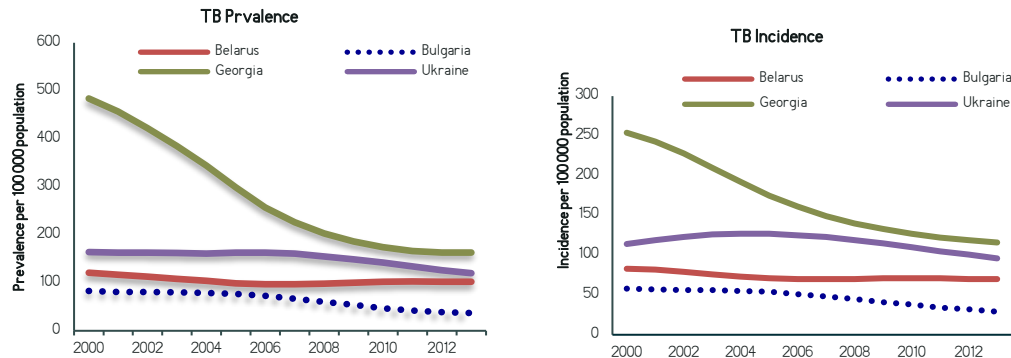 TB Prvalence
Prevalence per 100 000 population
600
500
400
300
200
100
0
Belarus
Bulgaria
Georgia
Ukraine
2000 2002 2004 2006 2008 2010 2012
TB Incidence
Incidence per 100 000 population
300
250
200
150
100
50
0
Belarus
Bulgaria
Georgia
Ukraine
2000 2002 2004 2006 2008 2010 2012